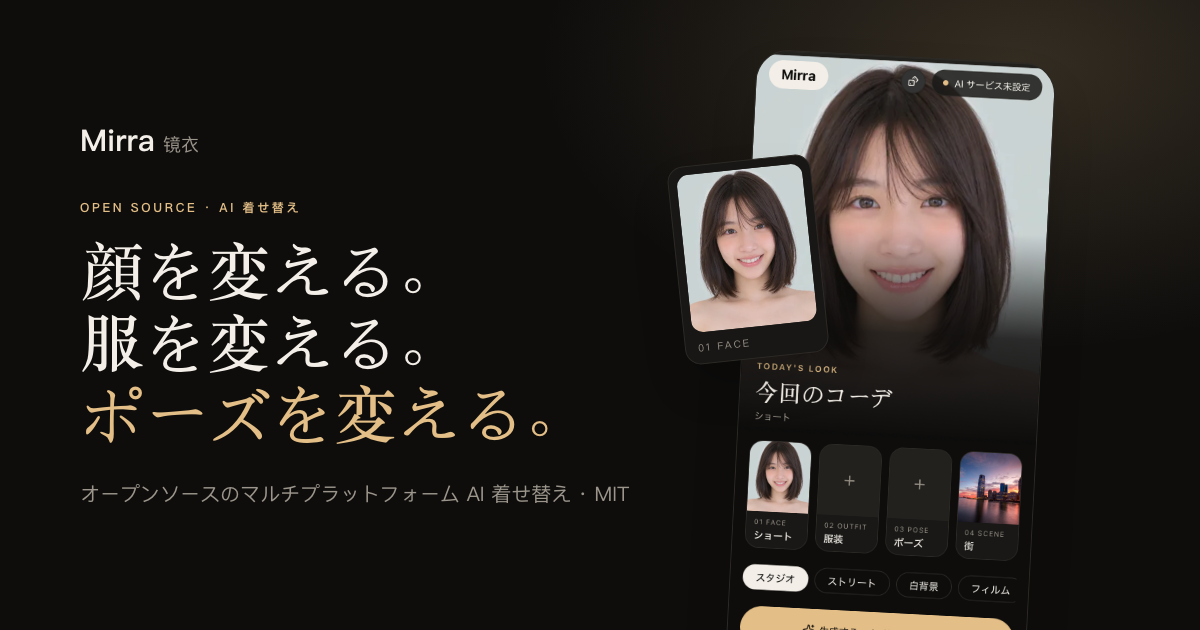 Mirra 镜衣
OPEN SOURCE · AI 着せ替え
顔を変える。
服を変える。
ポーズを変える。
オープンソースのマルチプラットフォーム AI 着せ替え · MIT
Mirra
AI サービス未設定
01 FACE
TODAY'S LOOK
今回のコーデ
ショート
01 FACE
ショート
02 OUTFIT
服装
03 POSE
ポーズ
04 SCENE
街
スタジオ
ストリート
白背景
フィルム